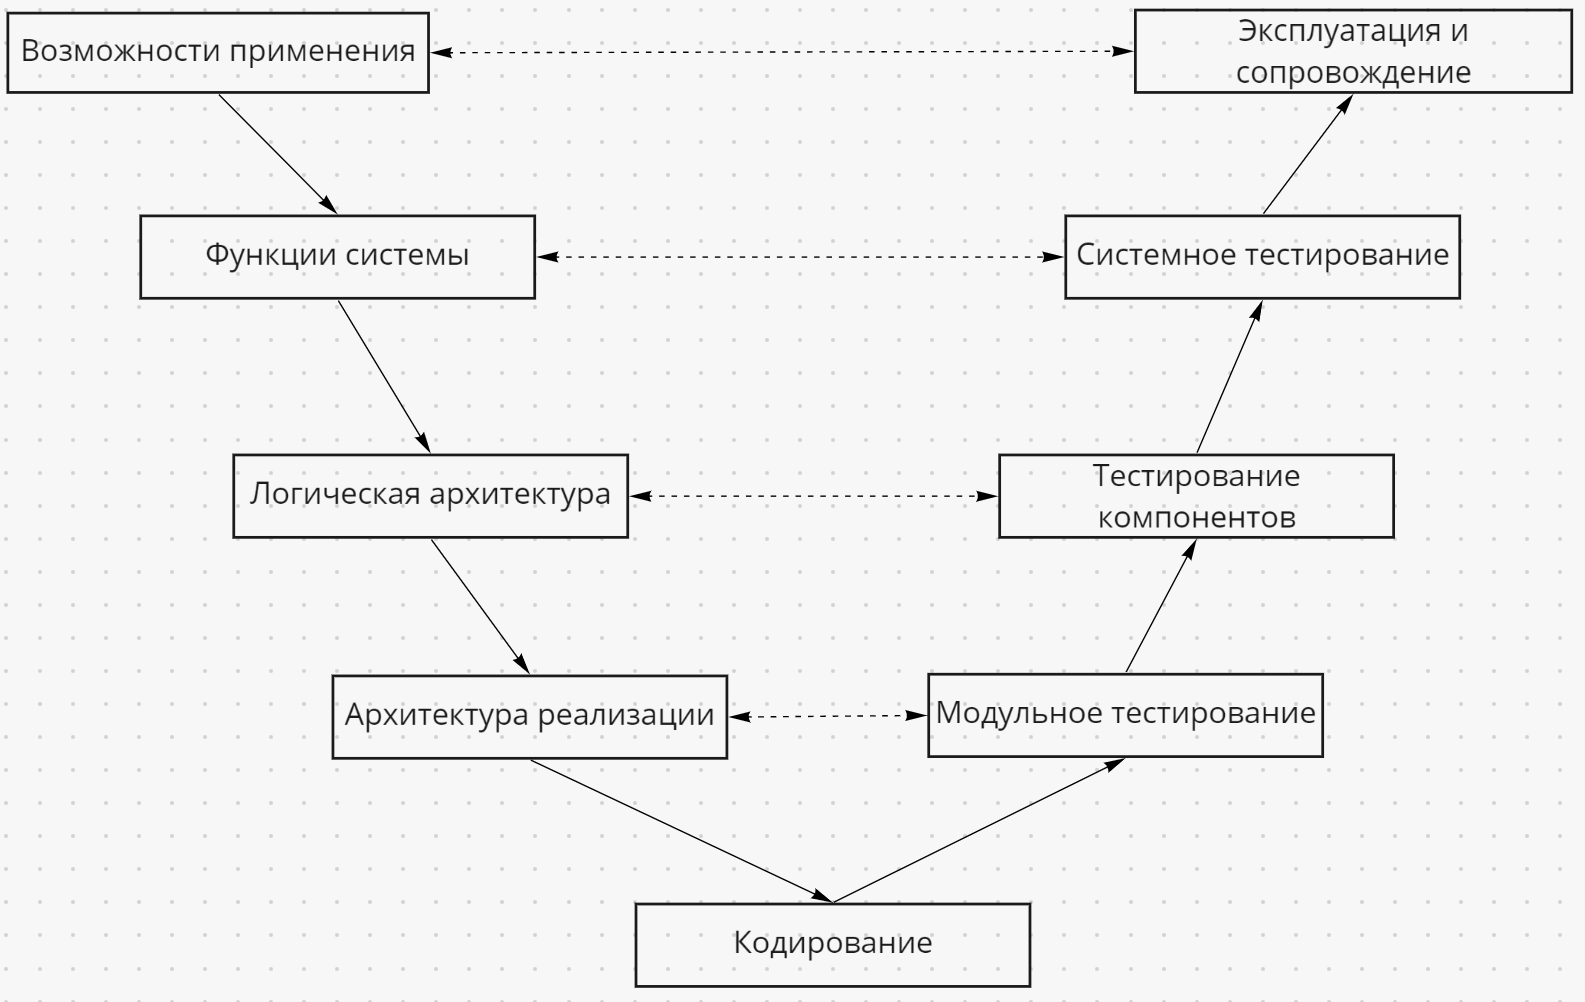 Возможности применения
Эксплуатация и
сопровождение
Функции системы
Системное тестирование
Логическая архитектура
Тестирование
компонентов
Архитектура реализации
Модульное тестирование
Кодирование